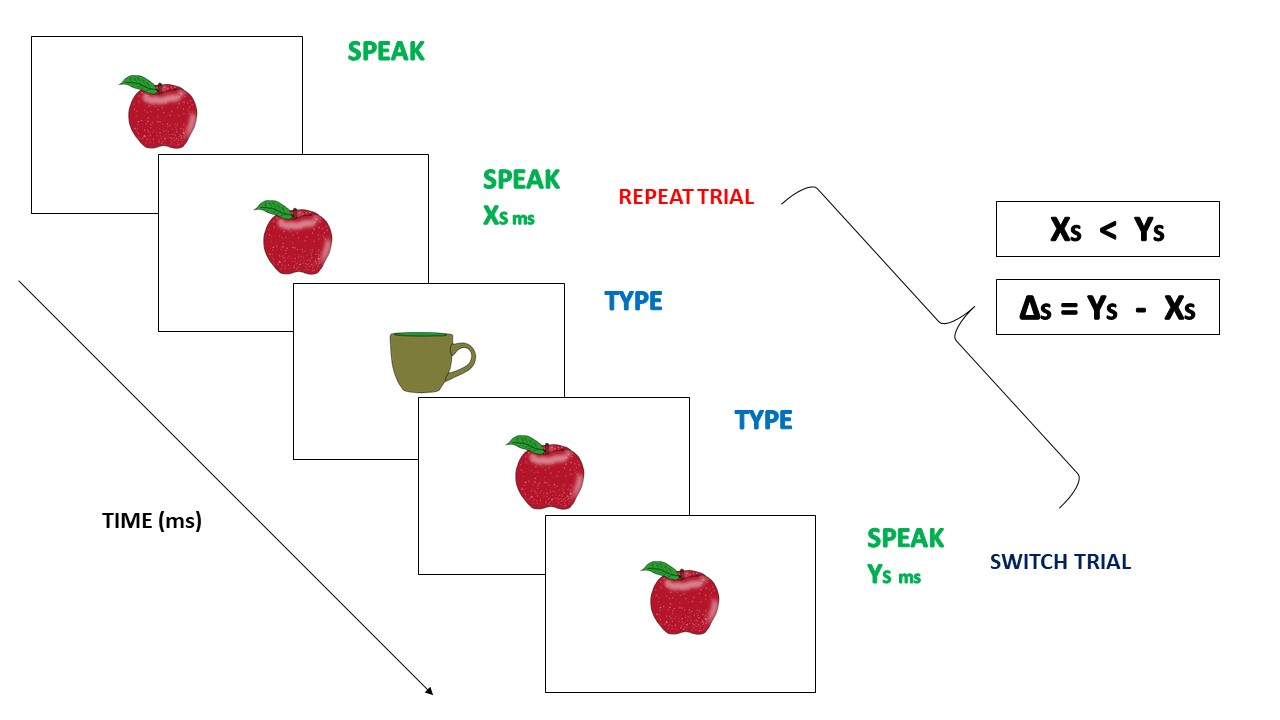 SPEAK
SPEAK
Xs ms
REPEAT TRIAL
Xs < Ys
Δs = Ys - Xs
TYPE
TYPE
TIME (ms)
SPEAK
Ys ms
SWITCH TRIAL